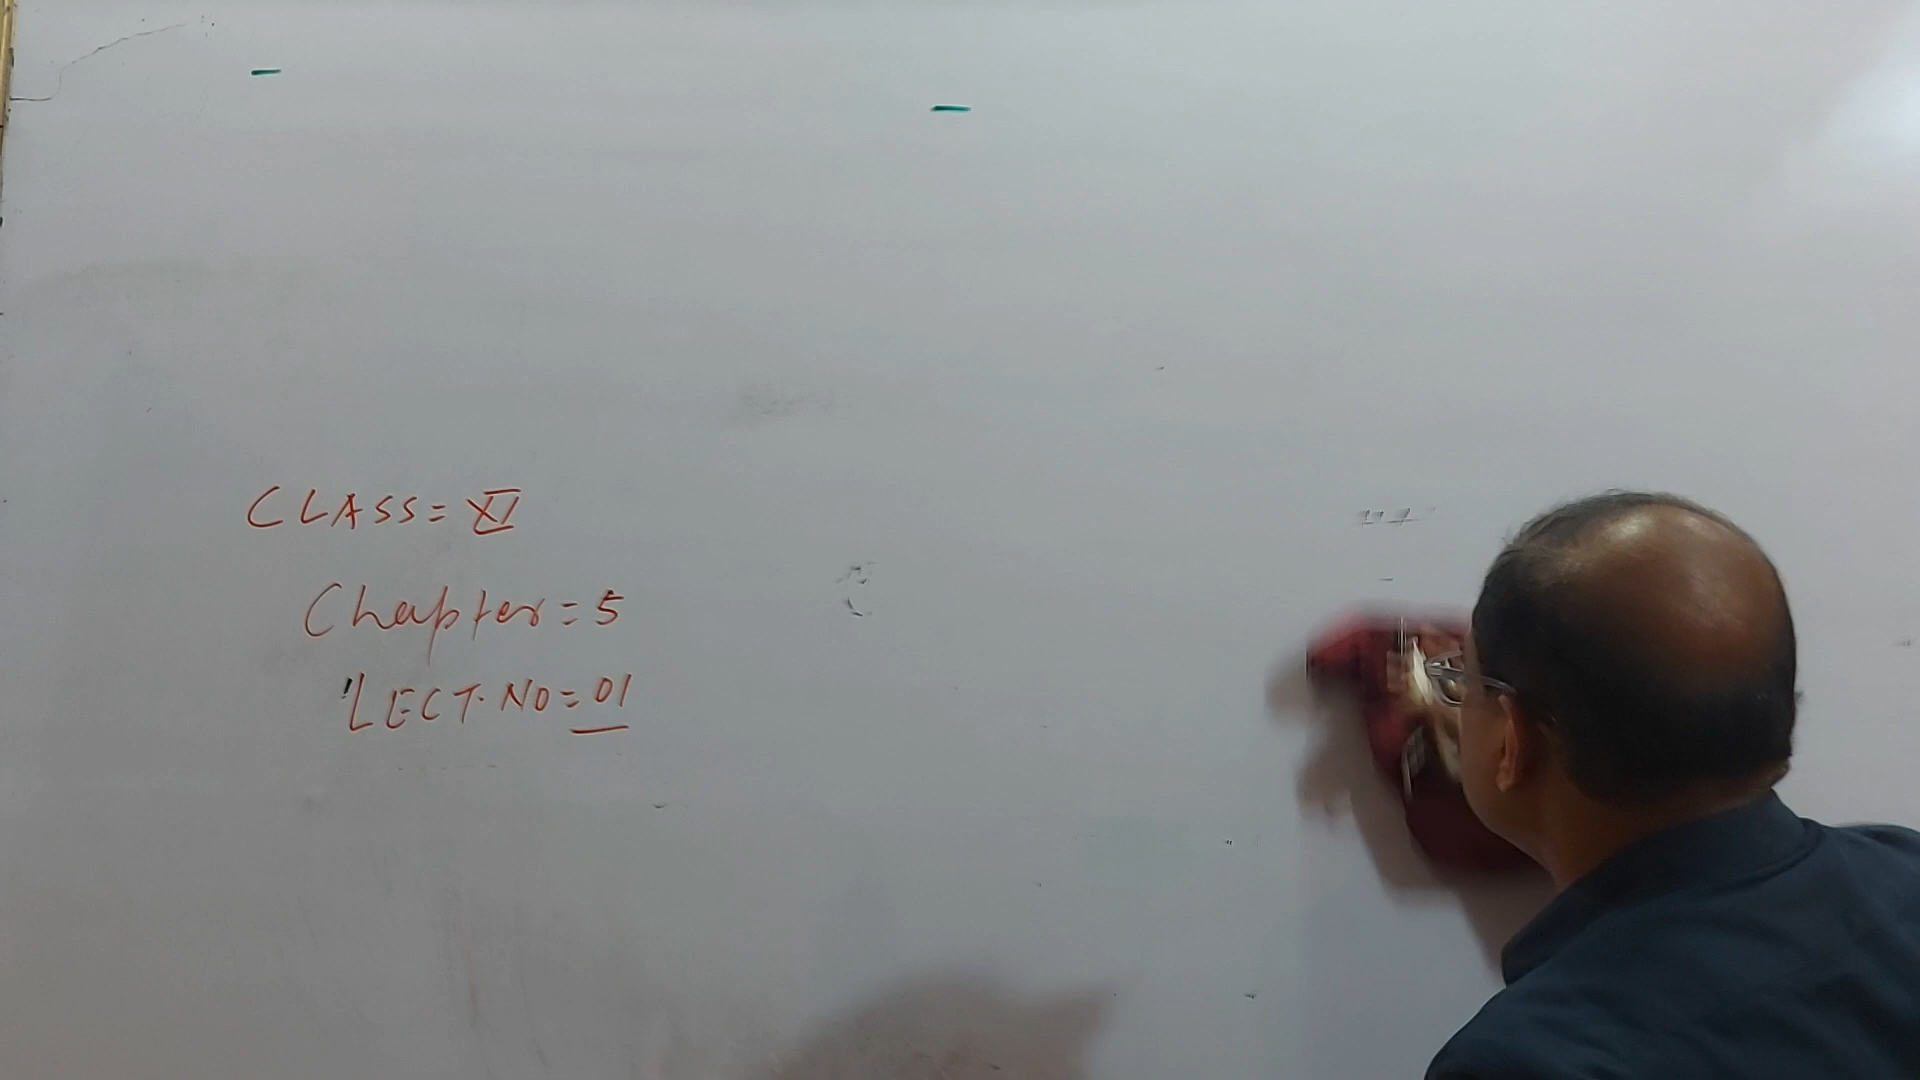 CLASS = XI
Chapter = 5
LECT. NO = 01